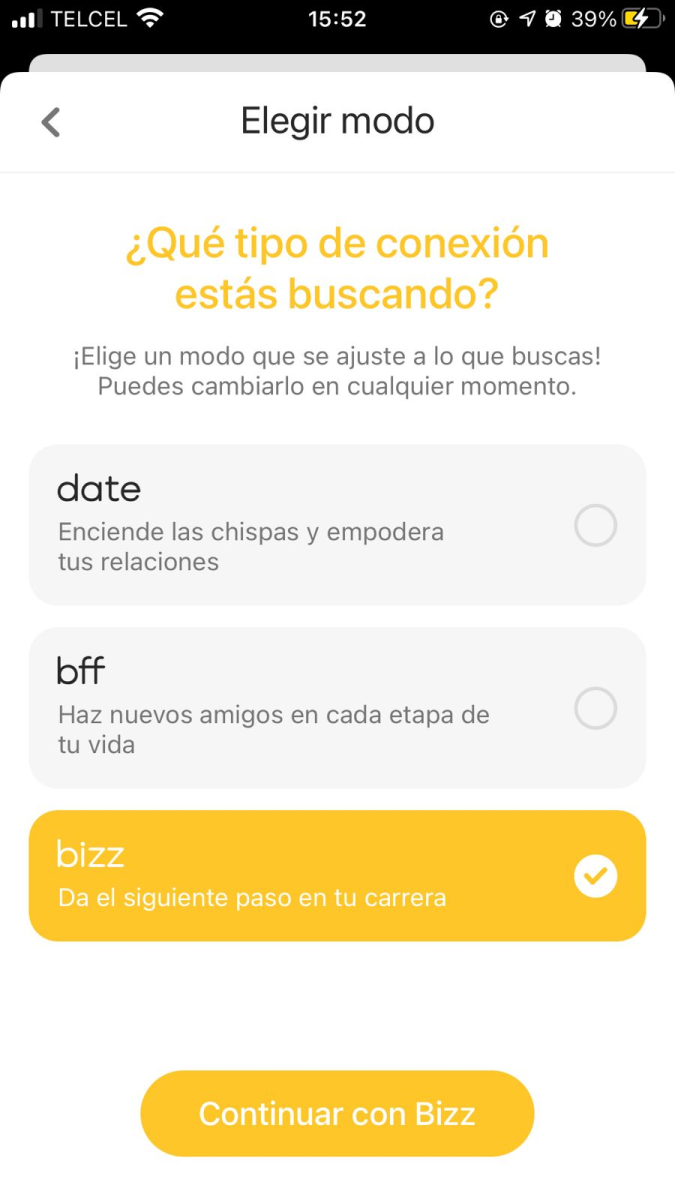 TELCEL 15:52 39%
Elegir modo
¿Qué tipo de conexión
estás buscando?
¡Elige un modo que se ajuste a lo que buscas!
Puedes cambiarlo en cualquier momento.
date
Enciende las chispas y empodera
tus relaciones
bff
Haz nuevos amigos en cada etapa de
tu vida
bizz
Da el siguiente paso en tu carrera
Continuar con Bizz